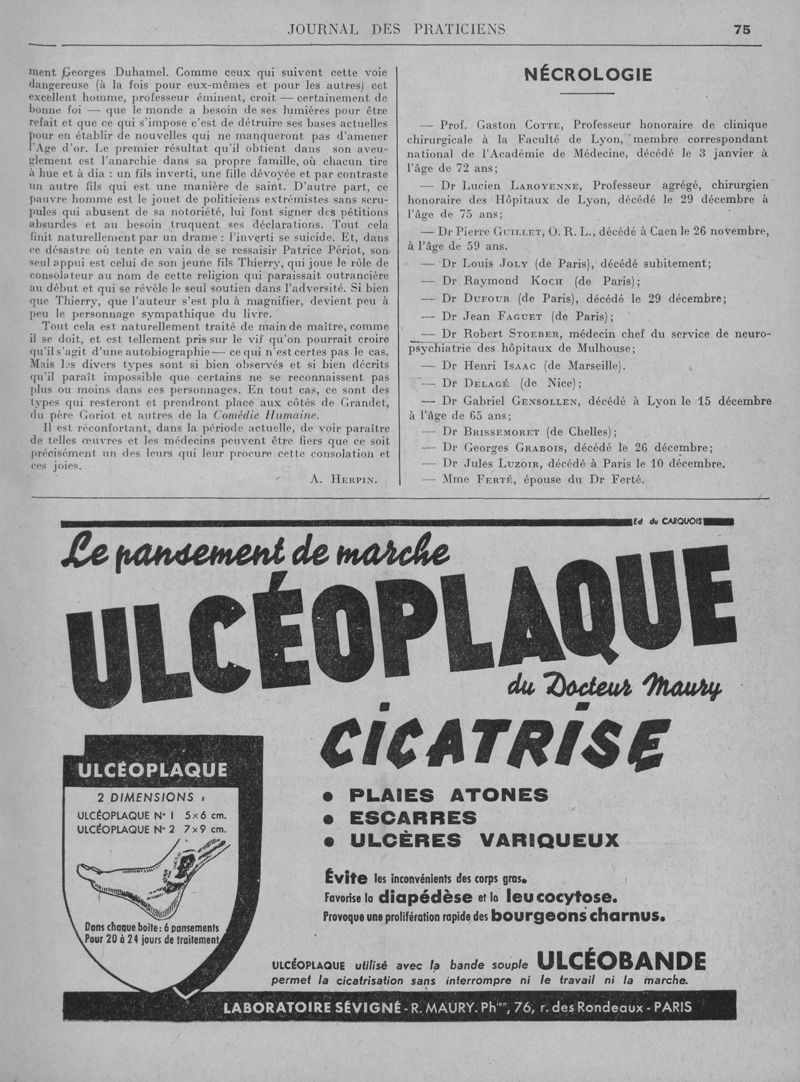 JOURNAL DES PRATICIENS
75
ment Georges Duhamel. Comme ceux qui suivent cette voie
dangereuse (à la fois pour eux-mêmes et pour les autres) cet
excellent homme, professeur éminent, croit — certainement de
bonne foi — que le monde a besoin de ses lumières pour être
refait et que ce qui s'impose c'est de détruire ses bases actuelles
pour en établir de nouvelles qui ne manqueront pas d'amener
l'Age d'or. Le premier résultat qu'il obtient dans son aveu-
glement est l'anarchie dans sa propre famille, où chacun tire
à hue et à dia : un fils inverti, une fille dévoyée et par contraste
un autre fils qui est une manière de saint. D'autre part, ce
pauvre homme est le jouet de politiciens extrémistes sans scru-
pules qui abusent de sa notoriété, lui font signer des pétitions
absurdes et au besoin truquent ses déclarations. Tout cela
finit naturellement par un drame : l'inverti se suicide. Et, dans
ce désastre où tente en vain de se ressaisir Patrice Périot, son
seul appui est celui de son jeune fils Thierry, qui joue le rôle de
consolateur au nom de cette religion qui paraissait outrancière
au début et qui se révèle le seul soutien dans l'adversité. Si bien
que Thierry, que l'auteur s'est plu à magnifier, devient peu à
peu le personnage sympathique du livre.
Tout cela est naturellement traité de main de maître, comme
il se doit, et est tellement pris sur le vif qu'on pourrait croire
qu'il s'agit d'une autobiographie — ce qui n'est certes pas le cas.
Mais les divers types sont si bien observés et si bien décrits
qu'il paraît impossible que certains ne se reconnaissent pas
plus ou moins dans ces personnages. En tout cas, ce sont des
types qui resteront et prendront place aux côtés de Grandet,
du père Goriot et autres de la Comédie Humaine.
Il est réconfortant, dans la période actuelle, de voir paraître
de telles œuvres et les médecins peuvent être fiers que ce soit
précisément un des leurs qui leur procure cette consolation et
ces joies.
A. HERPIN.
NÉCROLOGIE
— Prof. Gaston COTTE, Professeur honoraire de clinique
chirurgicale à la Faculté de Lyon, membre correspondant
national de l'Académie de Médecine, décédé le 3 janvier à
l'âge de 72 ans;
— Dr Lucien LAROYENNE, Professeur agrégé, chirurgien
honoraire des Hôpitaux de Lyon, décédé le 29 décembre à
l'âge de 75 ans;
— Dr Pierre GUILLET, O. R. L., décédé à Caen le 26 novembre,
à l'âge de 59 ans.
— Dr Louis JOLY (de Paris), décédé subitement;
— Dr Raymond KOCH (de Paris);
— Dr DUFOUR (de Paris), décédé le 29 décembre;
— Dr Jean FAGUET (de Paris);
— Dr Robert STOEBER, médecin chef du service de neuro-
psychiatrie des hôpitaux de Mulhouse;
— Dr Henri ISAAC (de Marseille).
— Dr DELAGÉ (de Nice);
— Dr Gabriel GENSOLLEN, décédé à Lyon le 15 décembre
à l'âge de 65 ans;
— Dr BRISSEMORET (de Chelles);
— Dr Georges GRABOIS, décédé le 26 décembre;
— Dr Jules LUZOIR, décédé à Paris le 10 décembre.
— Mme FERTÉ, épouse du Dr Ferté.
Ed. du CARQUOIS
Le pansement de marche
ULCÉOPLAQUE
du Docteur Maury
CICATRISE
ULCÉOPLAQUE
2 DIMENSIONS :
ULCÉOPLAQUE N° 1 5x6 cm.
ULCÉOPLAQUE N° 2 7x9 cm.
Dans chaque boîte : 6 pansements
Pour 20 à 24 jours de traitement
• PLAIES ATONES
• ESCARRES
• ULCÈRES VARIQUEUX
Évite les inconvénients des corps gras.
Favorise la diapédèse et la leucocytose.
Provoque une prolifération rapide des bourgeons charnus.
ULCÉOPLAQUE utilisé avec la bande souple ULCÉOBANDE
permet la cicatrisation sans interrompre ni le travail ni la marche.
LABORATOIRE SÉVIGNÉ - R. MAURY. Phien, 76, r. des Rondeaux - PARIS